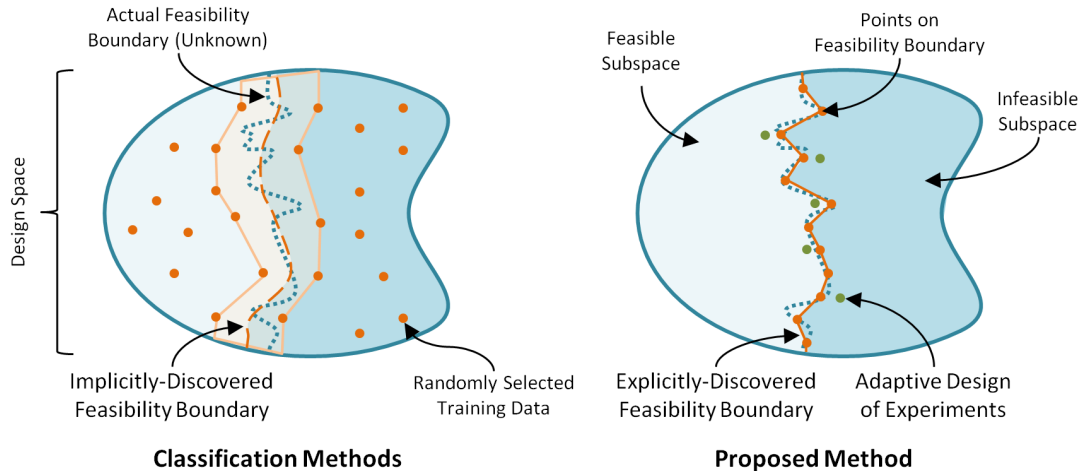 Actual Feasibility
Boundary (Unknown)
Design Space
Implicitly-Discovered
Feasibility Boundary
Randomly Selected
Training Data
Classification Methods
Feasible
Subspace
Points on
Feasibility Boundary
Infeasible
Subspace
Explicitly-Discovered
Feasibility Boundary
Adaptive Design
of Experiments
Proposed Method